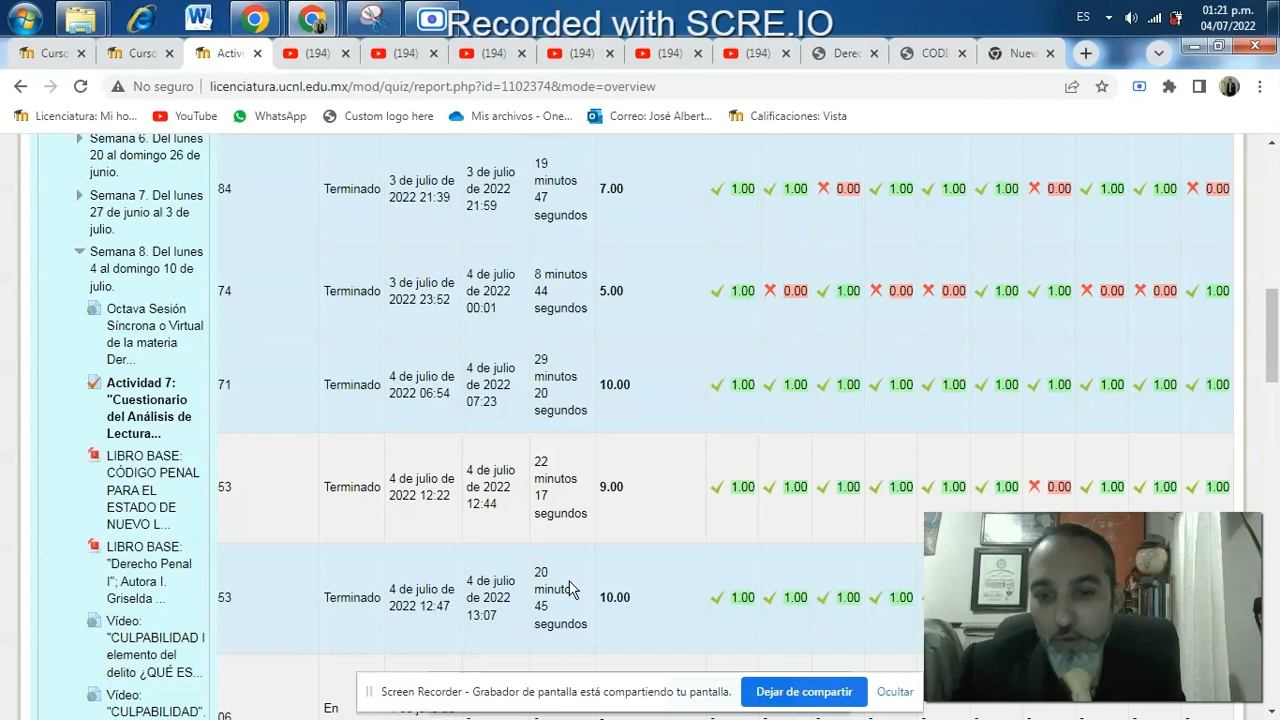 Recorded with SCRE.IO
ES
01:21 p.m.
04/07/2022
Curso
Curso
Activi
(194)
(194)
(194)
(194)
(194)
(194)
Derec
CODI
Nuev
No seguro
licenciatura.ucnl.edu.mx/mod/quiz/report.php?id=1102374&mode=overview
Licenciatura: Mi ho...
YouTube
WhatsApp
Custom logo here
Mis archivos - One...
Correo: José Albert...
Calificaciones: Vista
Semana 6. Del lunes
20 al domingo 26 de
junio.
Semana 7. Del lunes
27 de junio al 3 de
julio.
Semana 8. Del lunes
4 al domingo 10 de
julio.
Octava Sesión
Síncrona o Virtual
de la materia
Der...
Actividad 7:
"Cuestionario
del Análisis de
Lectura...
LIBRO BASE:
CÓDIGO PENAL
PARA EL
ESTADO DE
NUEVO L...
LIBRO BASE:
"Derecho Penal
I"; Autora I.
Griselda ...
Vídeo:
"CULPABILIDAD I
elemento del
delito ¿QUÉ ES...
Vídeo:
"CULPABILIDAD".
84
Terminado
3 de julio de
2022 21:39
3 de julio
de 2022
21:59
19
minutos
47
segundos
7.00
1.00 1.00 0.00 1.00 1.00 1.00 0.00 1.00 1.00 0.00
74
Terminado
3 de julio de
2022 23:52
4 de julio
de 2022
00:01
8 minutos
44
segundos
5.00
1.00 0.00 1.00 0.00 0.00 1.00 1.00 0.00 0.00 1.00
71
Terminado
4 de julio de
2022 06:54
4 de julio
de 2022
07:23
29
minutos
20
segundos
10.00
1.00 1.00 1.00 1.00 1.00 1.00 1.00 1.00 1.00 1.00
53
Terminado
4 de julio de
2022 12:22
4 de julio
de 2022
12:44
22
minutos
17
segundos
9.00
1.00 1.00 1.00 1.00 1.00 1.00 0.00 1.00 1.00 1.00
53
Terminado
4 de julio de
2022 12:47
4 de julio
de 2022
13:07
20
minutos
45
segundos
10.00
1.00 1.00 1.00 1.00
06
En
Screen Recorder - Grabador de pantalla está compartiendo tu pantalla.
Dejar de compartir
Ocultar